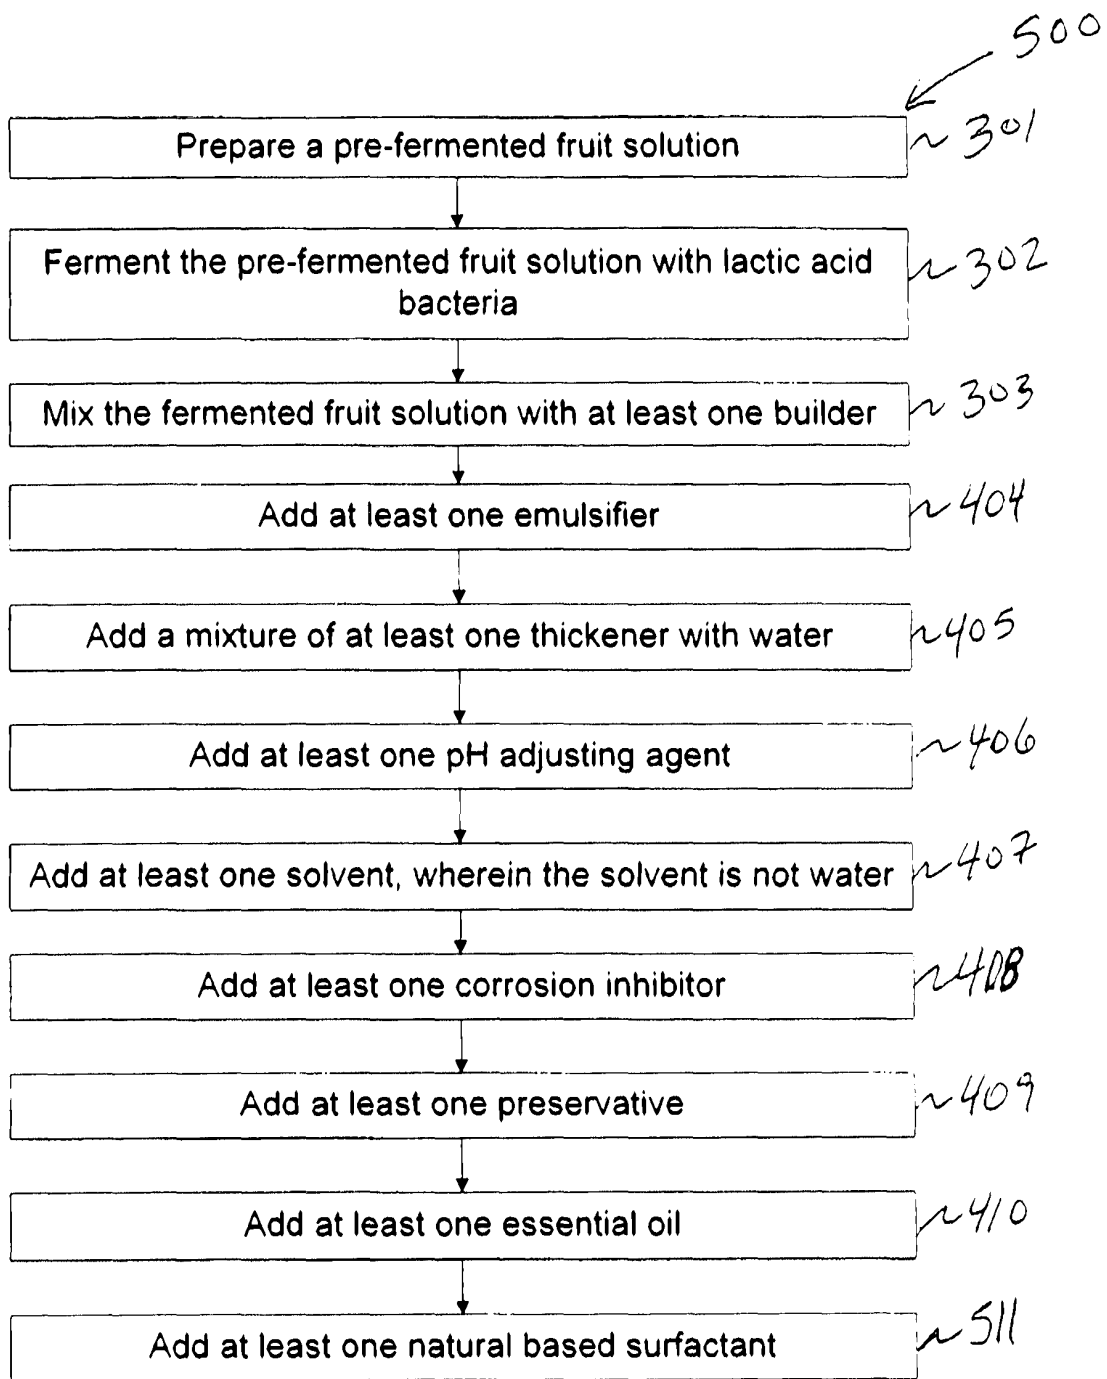 500
Prepare a pre-fermented fruit solution 301
Ferment the pre-fermented fruit solution with lactic acid
bacteria 302
Mix the fermented fruit solution with at least one builder 303
Add at least one emulsifier 404
Add a mixture of at least one thickener with water 405
Add at least one pH adjusting agent 406
Add at least one solvent, wherein the solvent is not water 407
Add at least one corrosion inhibitor 408
Add at least one preservative 409
Add at least one essential oil 410
Add at least one natural based surfactant 511